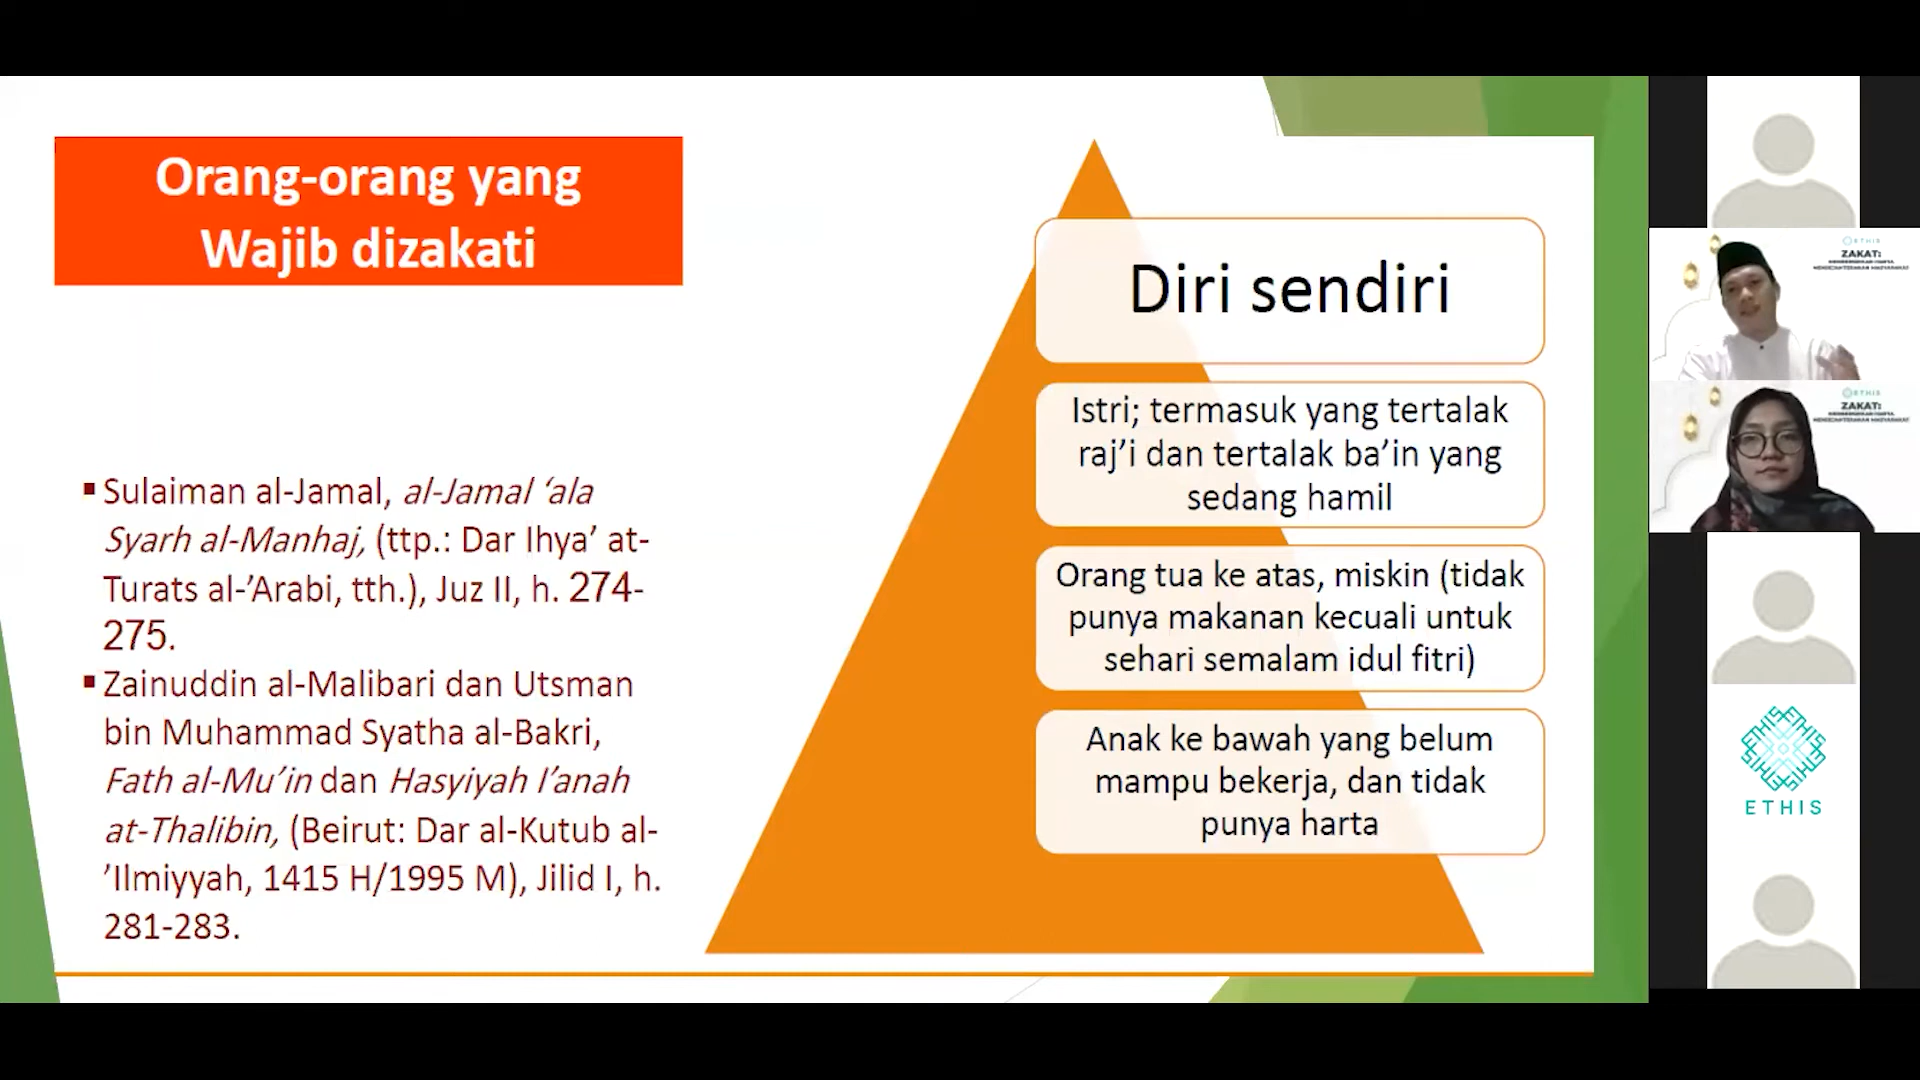 Orang-orang yang
Wajib dizakati
▪ Sulaiman al-Jamal, al-Jamal ‘ala
Syarh al-Manhaj, (ttp.: Dar Ihya’ at-
Turats al-’Arabi, tth.), Juz II, h. 274-
275.
▪ Zainuddin al-Malibari dan Utsman
bin Muhammad Syatha al-Bakri,
Fath al-Mu’in dan Hasyiyah I’anah
at-Thalibin, (Beirut: Dar al-Kutub al-
’Ilmiyyah, 1415 H/1995 M), Jilid I, h.
281-283.
Diri sendiri
Istri; termasuk yang tertalak
raj’i dan tertalak ba’in yang
sedang hamil
Orang tua ke atas, miskin (tidak
punya makanan kecuali untuk
sehari semalam idul fitri)
Anak ke bawah yang belum
mampu bekerja, dan tidak
punya harta
ETHIS
ZAKAT:
ETHIS
ZAKAT:
ETHIS